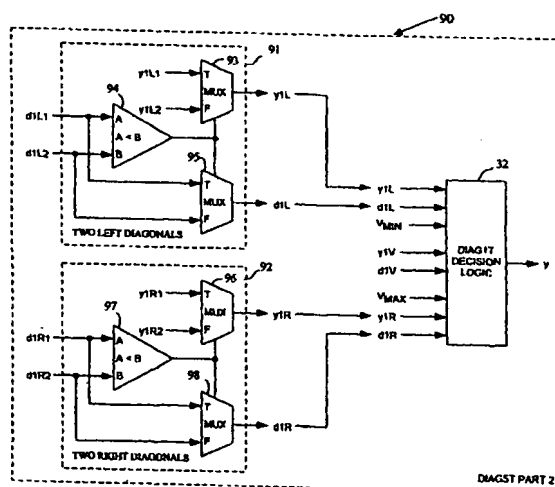 90
91
93
y1L1
T
MUX
y1L2
F
y1L
94
d1L1
A
A < B
d1L2
B
95
T
MUX
F
d1L
TWO LEFT DIAGONALS
92
96
y1R1
T
MUX
y1R2
F
y1R
97
d1R1
A
A < B
d1R2
B
98
T
MUX
F
d1R
TWO RIGHT DIAGONALS
32
y1L
d1L
VMIN
y1V
d1V
VMAX
y1R
d1R
DECISION
LOGIC
y
DIAGST PART 2